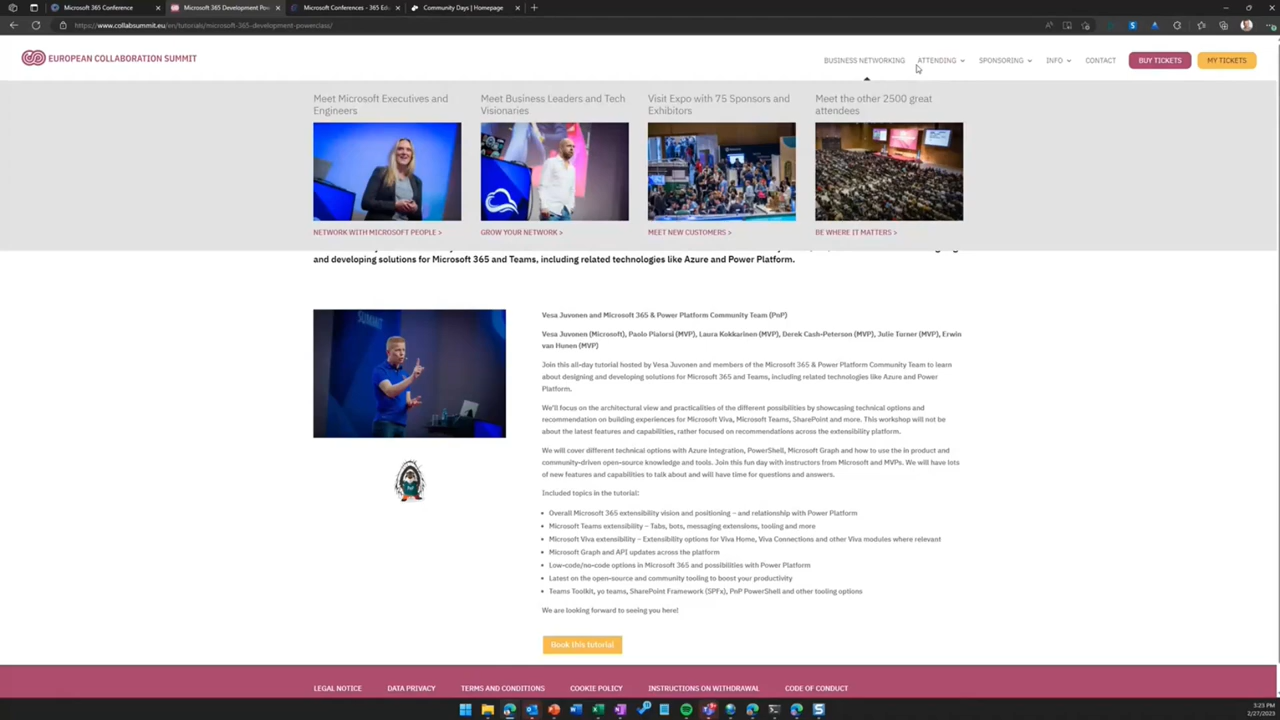 Microsoft 365 Conference
Microsoft 365 Development Pow
Microsoft Conferences - 365 Edu
Community Days | Homepage
https://www.collabsummit.eu/en/tutorials/microsoft-365-development-powerclass/
EUROPEAN COLLABORATION SUMMIT
BUSINESS NETWORKING
ATTENDING
SPONSORING
INFO
CONTACT
BUY TICKETS
MY TICKETS
Meet Microsoft Executives and
Engineers
NETWORK WITH MICROSOFT PEOPLE >
Meet Business Leaders and Tech
Visionaries
GROW YOUR NETWORK >
Visit Expo with 75 Sponsors and
Exhibitors
MEET NEW CUSTOMERS >
Meet the other 2500 great
attendees
BE WHERE IT MATTERS >
and developing solutions for Microsoft 365 and Teams, including related technologies like Azure and Power Platform.
Vesa Juvonen and Microsoft 365 & Power Platform Community Team (PnP)
Vesa Juvonen (Microsoft), Paolo Pialorsi (MVP), Laura Kokkarinen (MVP), Derek Cash-Peterson (MVP), Julie Turner (MVP), Erwin
van Hunen (MVP)
Join this all-day tutorial hosted by Vesa Juvonen and members of the Microsoft 365 & Power Platform Community Team to learn
about designing and developing solutions for Microsoft 365 and Teams, including related technologies like Azure and Power
Platform.
We'll focus on the architectural view and practicalities of the different possibilities by showcasing technical options and
recommendation on building experiences for Microsoft Viva, Microsoft Teams, SharePoint and more. This workshop will not be
about the latest features and capabilities, rather focused on recommendations across the extensibility platform.
We will cover different technical options with Azure Integration, PowerShell, Microsoft Graph and how to use the in product and
community-driven open-source knowledge and tools. Join this fun day with instructors from Microsoft and MVPs. We will have lots
of new features and capabilities to talk about and will have time for questions and answers.
Included topics in the tutorial:
• Overall Microsoft 365 extensibility vision and positioning – and relationship with Power Platform
• Microsoft Teams extensibility – Tabs, bots, messaging extensions, tooling and more
• Microsoft Viva extensibility – Extensibility options for Viva Home, Viva Connections and other Viva modules where relevant
• Microsoft Graph and API updates across the platform
• Low-code/no-code options in Microsoft 365 and possibilities with Power Platform
• Latest on the open-source and community tooling to boost your productivity
• Teams Toolkit, yo teams, SharePoint Framework (SPFx), PnP PowerShell and other tooling options
We are looking forward to seeing you here!
Book this tutorial
LEGAL NOTICE
DATA PRIVACY
TERMS AND CONDITIONS
COOKIE POLICY
INSTRUCTIONS ON WITHDRAWAL
CODE OF CONDUCT
3:23 PM
2/27/2023